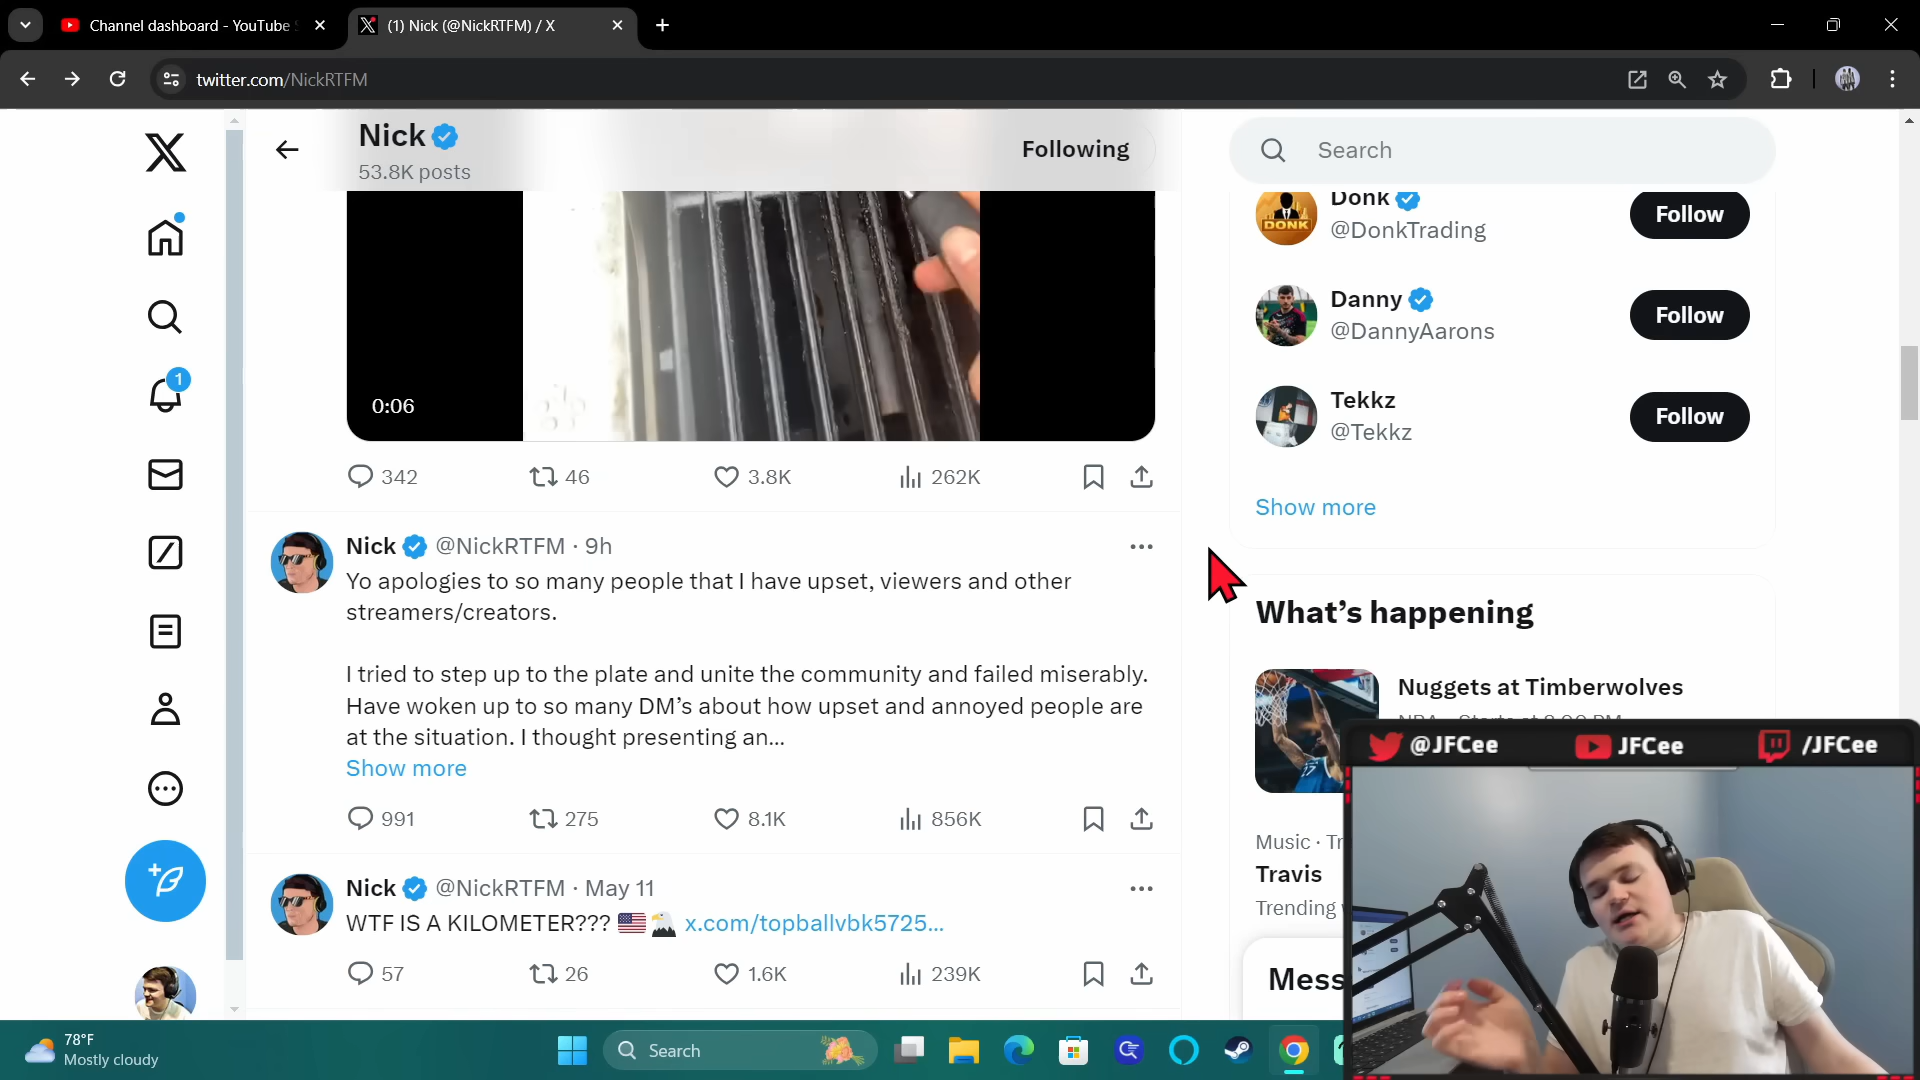 Channel dashboard - YouTube
(1) Nick (@NickRTFM) / X
twitter.com/NickRTFM
Nick
53.8K posts
Following
Search
DONK
Donk
@DonkTrading
Follow
Danny
@DannyAarons
Follow
Tekkz
@Tekkz
Follow
Show more
0:06
342
46
3.8K
262K
1
Nick @NickRTFM · 9h
Yo apologies to so many people that I have upset, viewers and other
streamers/creators.
I tried to step up to the plate and unite the community and failed miserably.
Have woken up to so many DM’s about how upset and annoyed people are
at the situation. I thought presenting an...
Show more
991
275
8.1K
856K
Nick @NickRTFM · May 11
WTF IS A KILOMETER??? 🇺🇸🦅 x.com/topballvbk5725...
57
26
1.6K
239K
What’s happening
Nuggets at Timberwolves
Music · Tr
Travis
Trending
Mess
@JFCee
JFCee
/JFCee
78°F
Mostly cloudy
Search